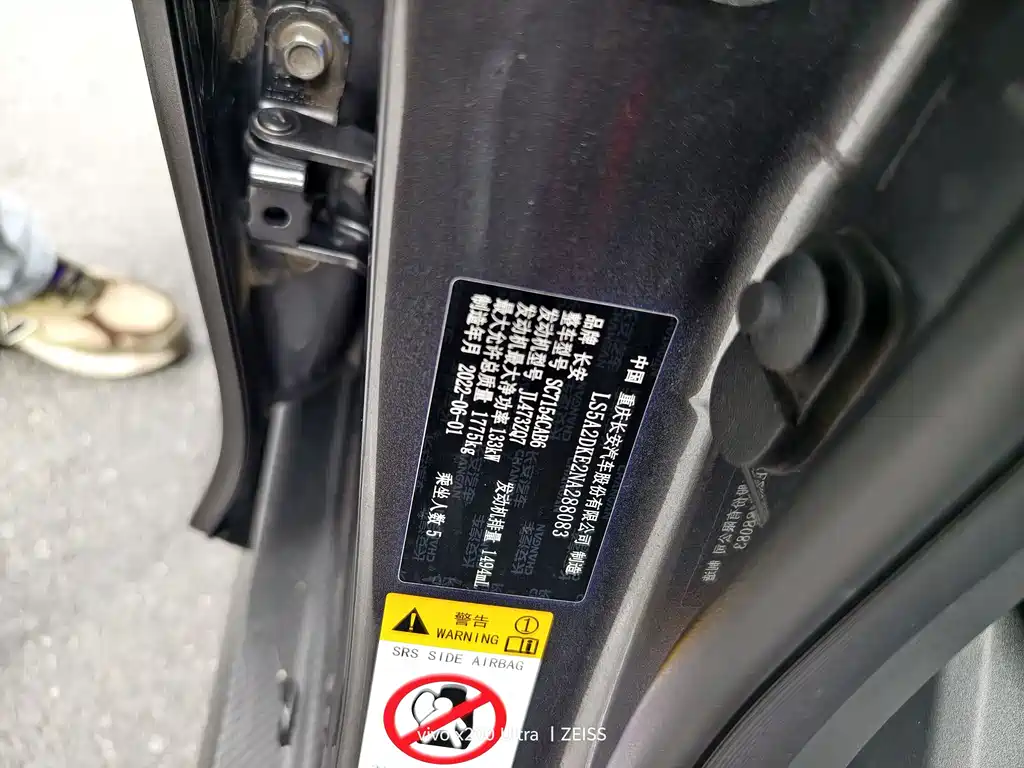 中国 重庆长安汽车股份有限公司 制造
LS5A2DKE2NA288083
品牌 长安
整车型号 SC7154CAB6
发动机型号 JL473ZQ7 发动机排量 1494mL
发动机最大净功率 133kW
最大允许总质量 1775kg 乘坐人数 5
制造年月 2022-06-01
警告
WARNING
SRS SIDE AIRBAG
vivo X200 Ultra | ZEISS